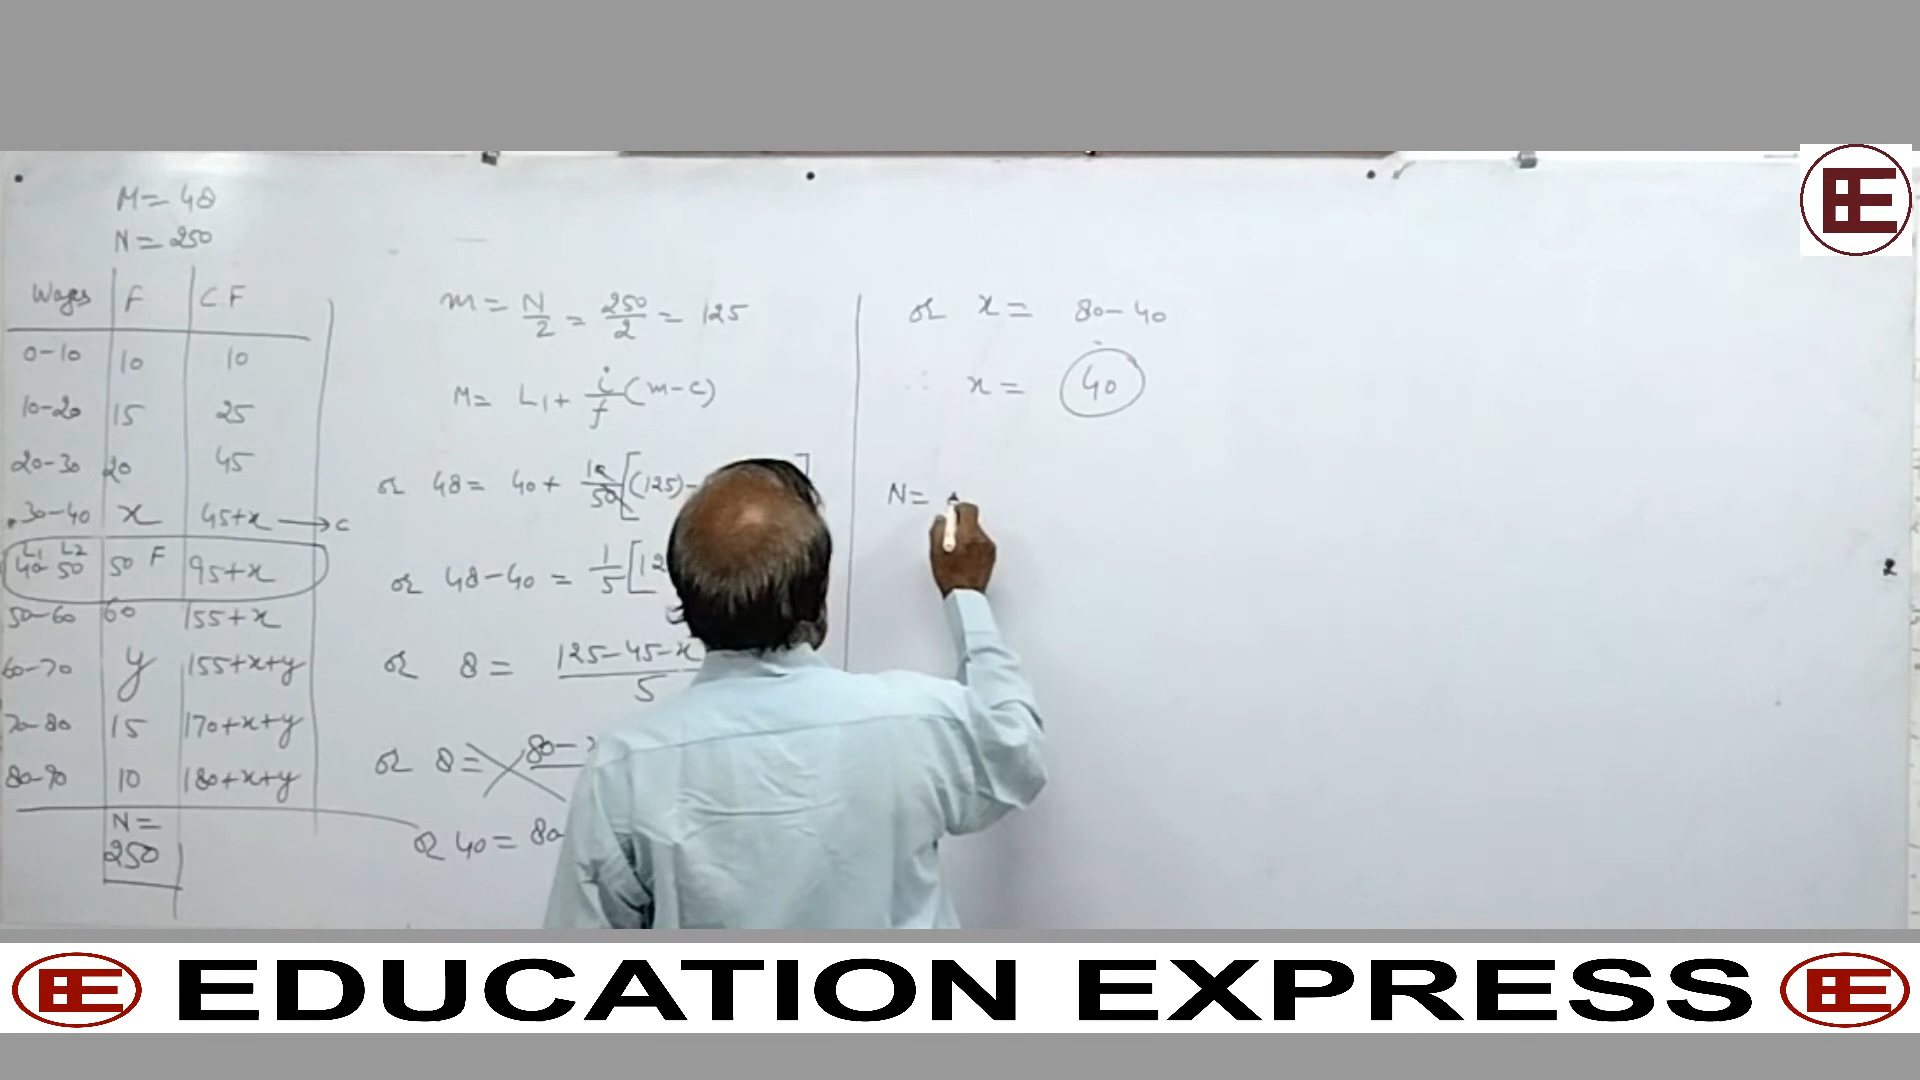 M = 48
N = 250
Wages F CF
0-10 10 10
10-20 15 25
20-30 20 45
30-40 x 45+x → c
L1 L2
40-50 50 F 95+x
50-60 60 155+x
60-70 y 155+x+y
70-80 15 170+x+y
80-90 10 180+x+y
N =
250
m = N/2 = 250/2 = 125
M = L1 + i/f (m-c)
or 48 = 40 + 10/50 [(125)-
or 48-40 = 1/5 [12
or 8 = 125-45-x / 5
or 8 = 80-
or 40 = 80
or x = 80-40
∴ x = 40
N =
EE
EE EDUCATION EXPRESS EE